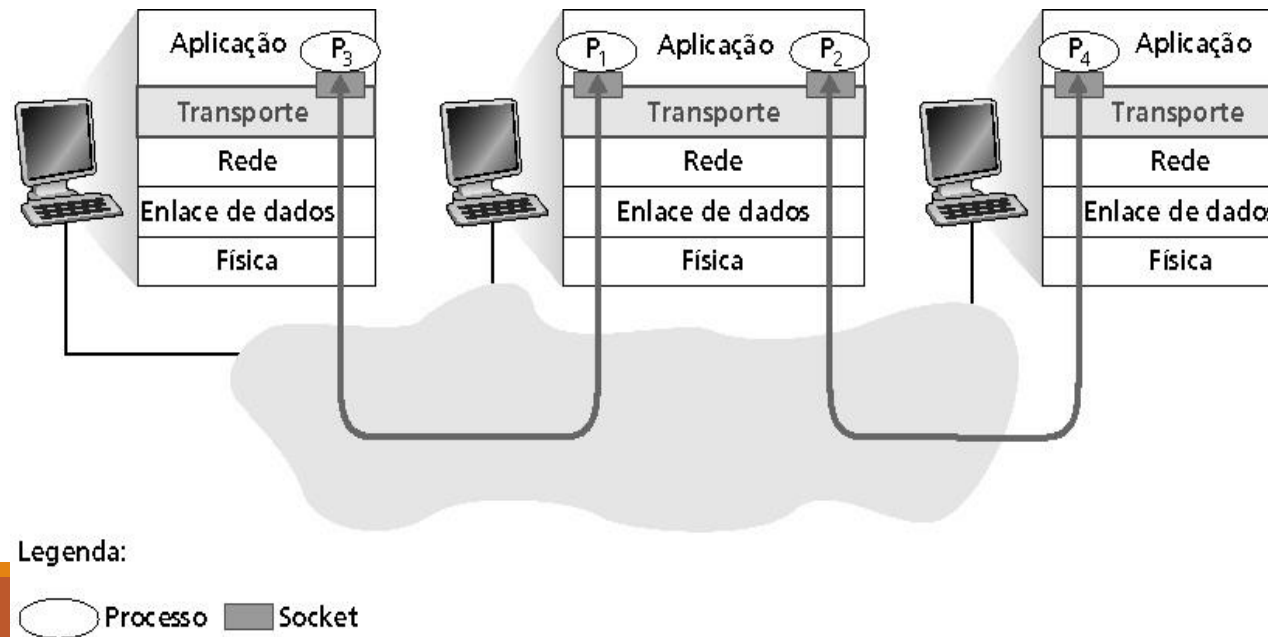 Aplicação P3
Transporte
Rede
Enlace de dados
Física
P1 Aplicação P2
Transporte
Rede
Enlace de dados
Física
P4 Aplicação
Transporte
Rede
Enlace de dados
Física
Legenda:
Processo Socket